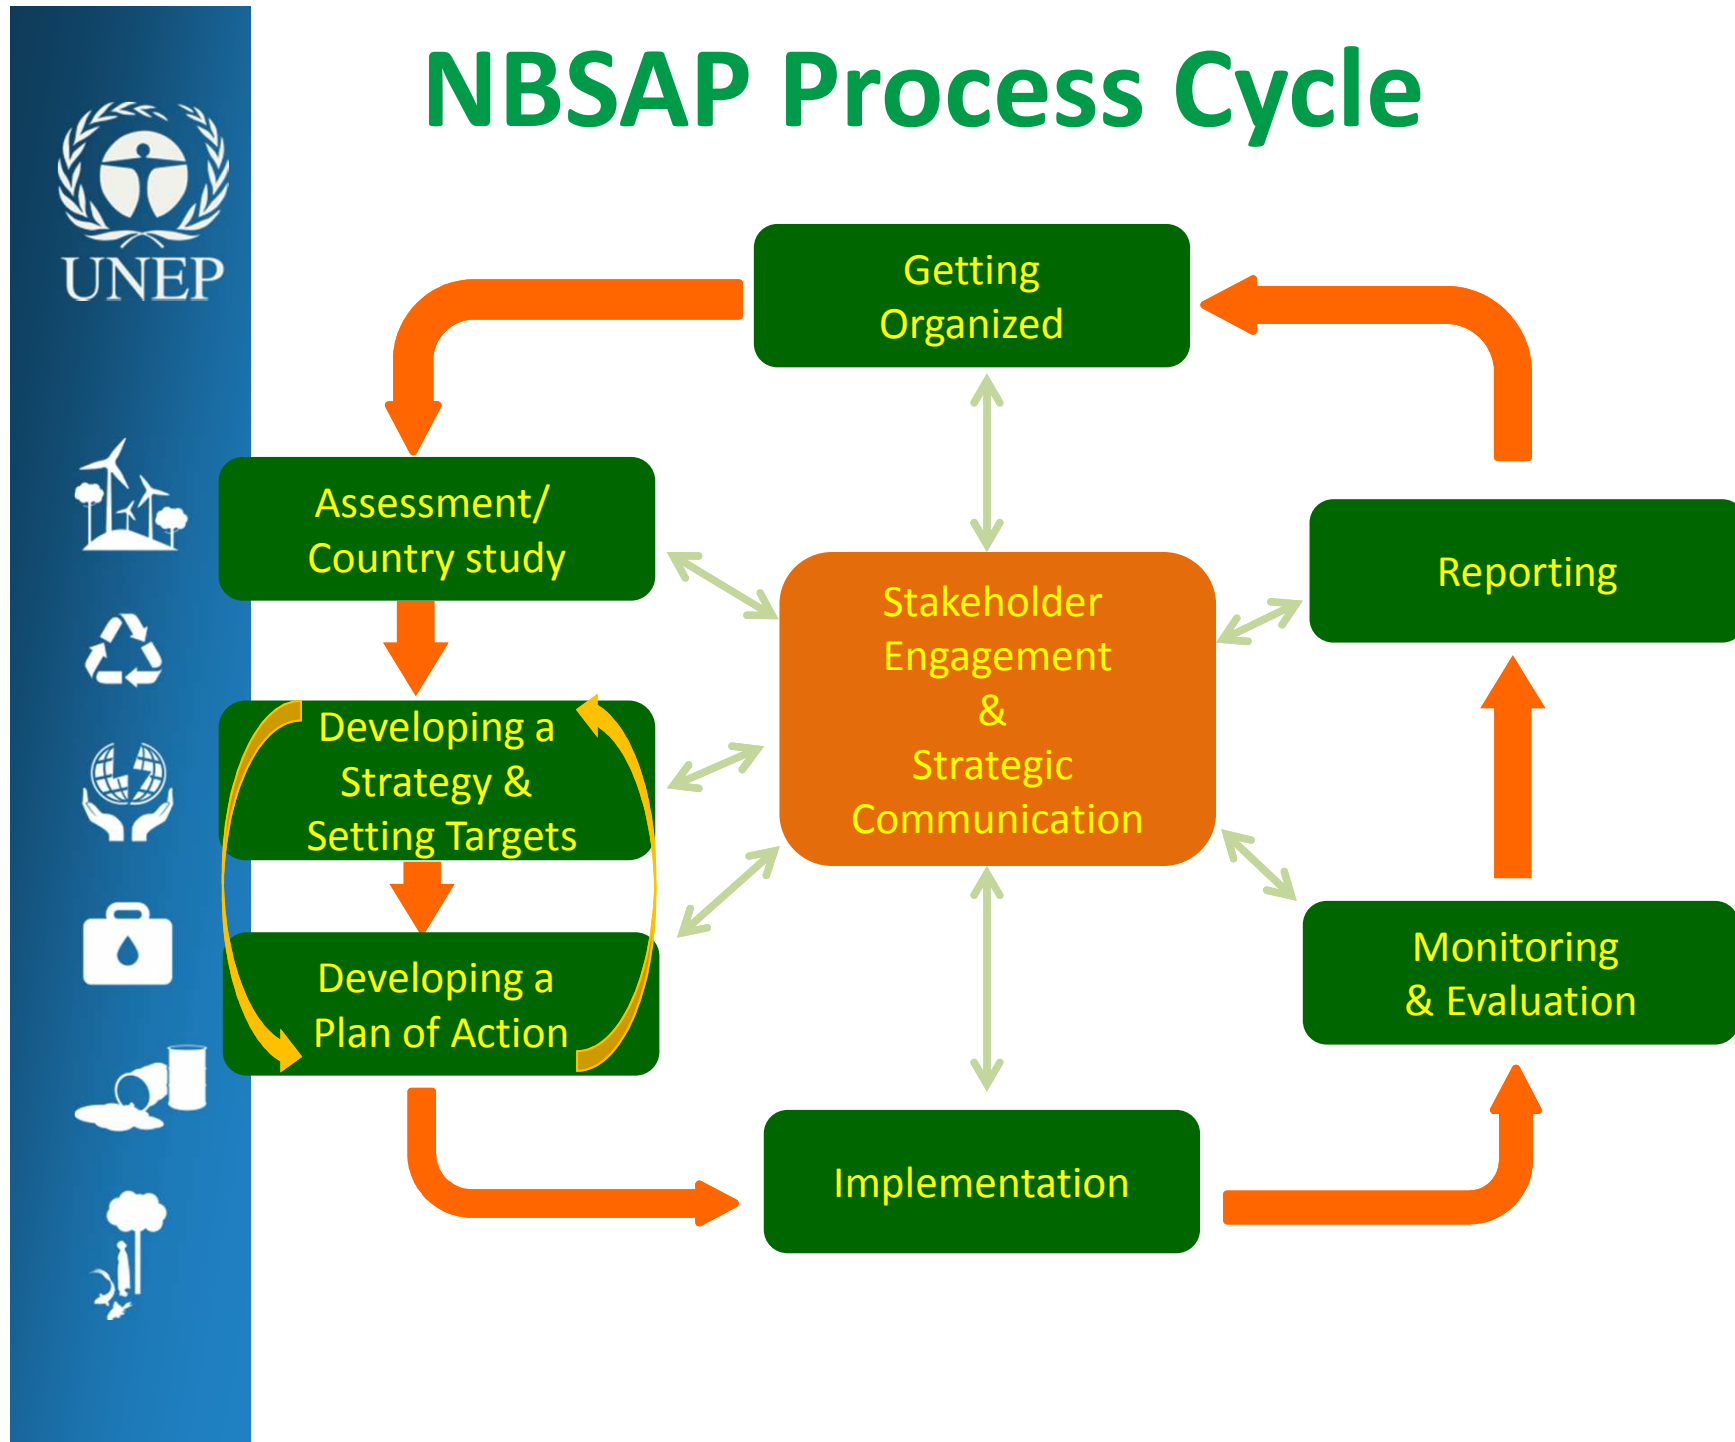 NBSAP Process Cycle
UNEP
Getting
Organized
Assessment/
Country study
Developing a
Strategy &
Setting Targets
Developing a
Plan of Action
Implementation
Monitoring
& Evaluation
Reporting
Stakeholder
Engagement
&
Strategic
Communication